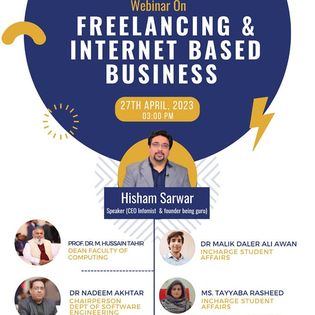 Webinar On
FREELANCING &
INTERNET BASED
BUSINESS
27TH APRIL, 2023
03:00 PM
Hisham Sarwar
Speaker (CEO Infomist & founder being guru)
PROF. DR. M. HUSSAIN TAHIR
DEAN FACULTY OF
COMPUTING
DR MALIK DALER ALI AWAN
INCHARGE STUDENT
AFFAIRS
DR NADEEM AKHTAR
CHAIRPERSON
DEPT OF SOFTWARE
ENGINEERING
MS. TAYYABA RASHEED
INCHARGE STUDENT
AFFAIRS